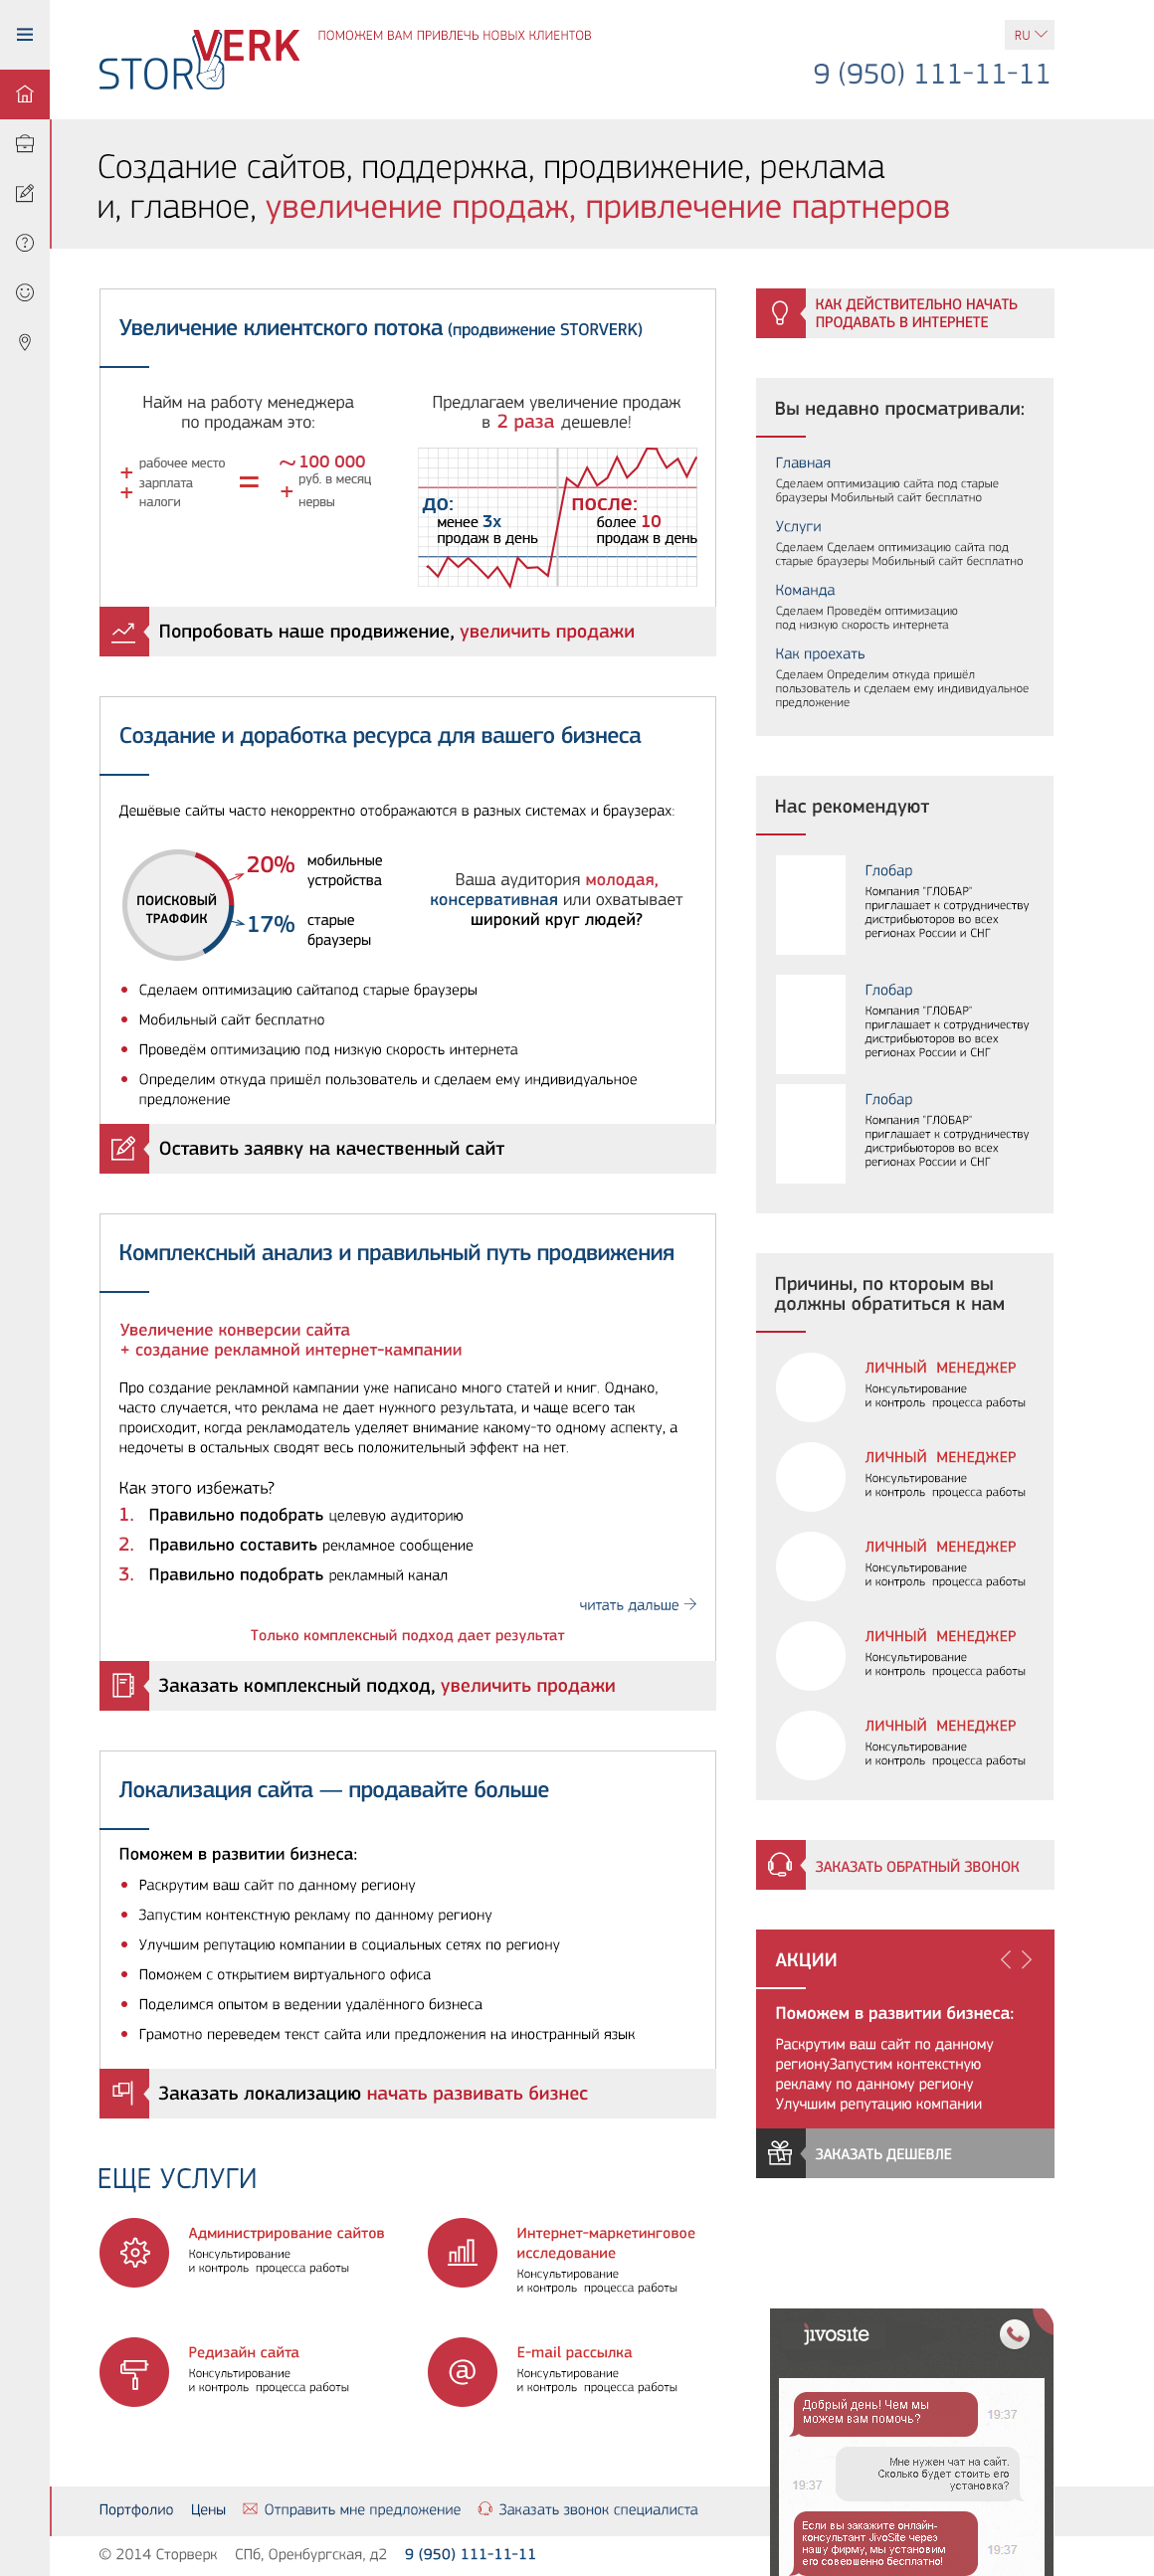 STORVERK
ПОМОЖЕМ ВАМ ПРИВЛЕЧЬ НОВЫХ КЛИЕНТОВ
RU
9 (950) 111-11-11
Создание сайтов, поддержка, продвижение, реклама
и, главное, увеличение продаж, привлечение партнеров
Увеличение клиентского потока (продвижение STORVERK)
Найм на работу менеджера
по продажам это:
+ рабочее место
зарплата
+ налоги
=
~ 100 000
руб. в месяц
+ нервы
Предлагаем увеличение продаж
в 2 раза дешевле!
до:
менее 3х
продаж в день
после:
более 10
продаж в день
Попробовать наше продвижение, увеличить продажи
Создание и доработка ресурса для вашего бизнеса
Дешёвые сайты часто некорректно отображаются в разных системах и браузерах:
ПОИСКОВЫЙ
ТРАФФИК
20% мобильные
устройства
17% старые
браузеры
Ваша аудитория молодая,
консервативная или охватывает
широкий круг людей?
• Сделаем оптимизацию сайтапод старые браузеры
• Мобильный сайт бесплатно
• Проведём оптимизацию под низкую скорость интернета
• Определим откуда пришёл пользователь и сделаем ему индивидуальное
предложение
Оставить заявку на качественный сайт
Комплексный анализ и правильный путь продвижения
Увеличение конверсии сайта
+ создание рекламной интернет-кампании
Про создание рекламной кампании уже написано много статей и книг. Однако,
часто случается, что реклама не дает нужного результата, и чаще всего так
происходит, когда рекламодатель уделяет внимание какому-то одному аспекту, а
недочеты в остальных сводят весь положительный эффект на нет.
Как этого избежать?
1. Правильно подобрать целевую аудиторию
2. Правильно составить рекламное сообщение
3. Правильно подобрать рекламный канал
читать дальше →
Только комплексный подход дает результат
Заказать комплексный подход, увеличить продажи
Локализация сайта — продавайте больше
Поможем в развитии бизнеса:
• Раскрутим ваш сайт по данному региону
• Запустим контекстную рекламу по данному региону
• Улучшим репутацию компании в социальных сетях по региону
• Поможем с открытием виртуального офиса
• Поделимся опытом в ведении удалённого бизнеса
• Грамотно переведем текст сайта или предложения на иностранный язык
Заказать локализацию начать развивать бизнес
ЕЩЕ УСЛУГИ
Администрирование сайтов
Консультирование
и контроль процесса работы
Интернет-маркетинговое
исследование
Консультирование
и контроль процесса работы
Редизайн сайта
Консультирование
и контроль процесса работы
E-mail рассылка
Консультирование
и контроль процесса работы
КАК ДЕЙСТВИТЕЛЬНО НАЧАТЬ
ПРОДАВАТЬ В ИНТЕРНЕТЕ
Вы недавно просматривали:
Главная
Сделаем оптимизацию сайта под старые
браузеры Мобильный сайт бесплатно
Услуги
Сделаем Сделаем оптимизацию сайта под
старые браузеры Мобильный сайт бесплатно
Команда
Сделаем Проведём оптимизацию
под низкую скорость интернета
Как проехать
Сделаем Определим откуда пришёл
пользователь и сделаем ему индивидуальное
предложение
Нас рекомендуют
Глобар
Компания "ГЛОБАР"
приглашает к сотрудничеству
дистрибьюторов во всех
регионах России и СНГ
Глобар
Компания "ГЛОБАР"
приглашает к сотрудничеству
дистрибьюторов во всех
регионах России и СНГ
Глобар
Компания "ГЛОБАР"
приглашает к сотрудничеству
дистрибьюторов во всех
регионах России и СНГ
Причины, по ктороым вы
должны обратиться к нам
ЛИЧНЫЙ МЕНЕДЖЕР
Консультирование
и контроль процесса работы
ЛИЧНЫЙ МЕНЕДЖЕР
Консультирование
и контроль процесса работы
ЛИЧНЫЙ МЕНЕДЖЕР
Консультирование
и контроль процесса работы
ЛИЧНЫЙ МЕНЕДЖЕР
Консультирование
и контроль процесса работы
ЛИЧНЫЙ МЕНЕДЖЕР
Консультирование
и контроль процесса работы
ЗАКАЗАТЬ ОБРАТНЫЙ ЗВОНОК
АКЦИИ
Поможем в развитии бизнеса:
Раскрутим ваш сайт по данному
регионуЗапустим контекстную
рекламу по данному региону
Улучшим репутацию компании
ЗАКАЗАТЬ ДЕШЕВЛЕ
jivosite
Добрый день! Чем мы
можем вам помочь?
19:37
Мне нужен чат на сайт.
Сколько будет стоить его
установка?
19:37
Если вы закажите онлайн-
консультант JivoSite через
нашу фирму, мы установим
его совершенно бесплатно!
19:37
Портфолио Цены Отправить мне предложение Заказать звонок специалиста
© 2014 Сторверк СПб, Оренбургская, д2 9 (950) 111-11-11